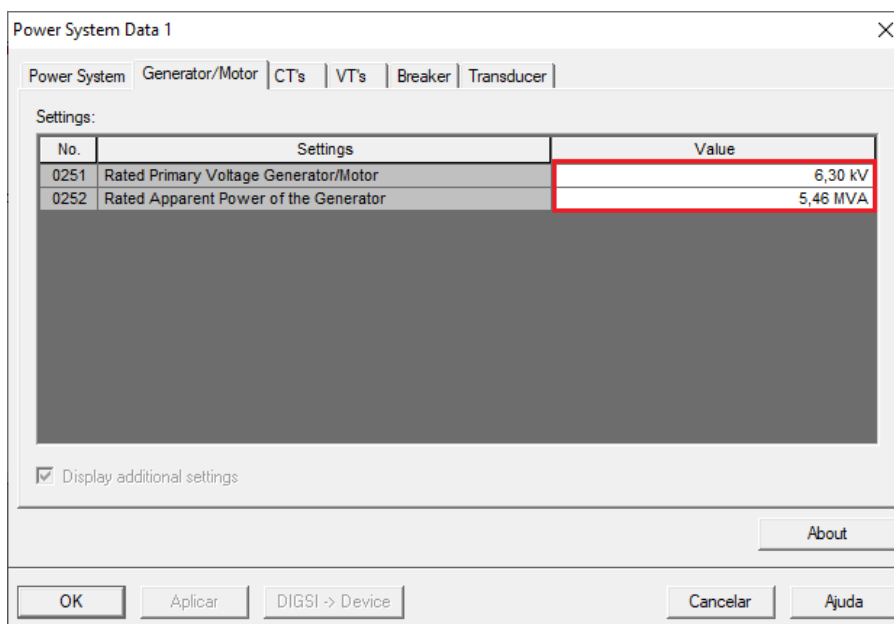 Power System Data 1
Power System Generator/Motor CT's VT's Breaker Transducer
Settings:
No. Settings Value
0251 Rated Primary Voltage Generator/Motor 6,30 kV
0252 Rated Apparent Power of the Generator 5,46 MVA
Display additional settings
About
OK Aplicar DIGSI -> Device Cancelar Ajuda